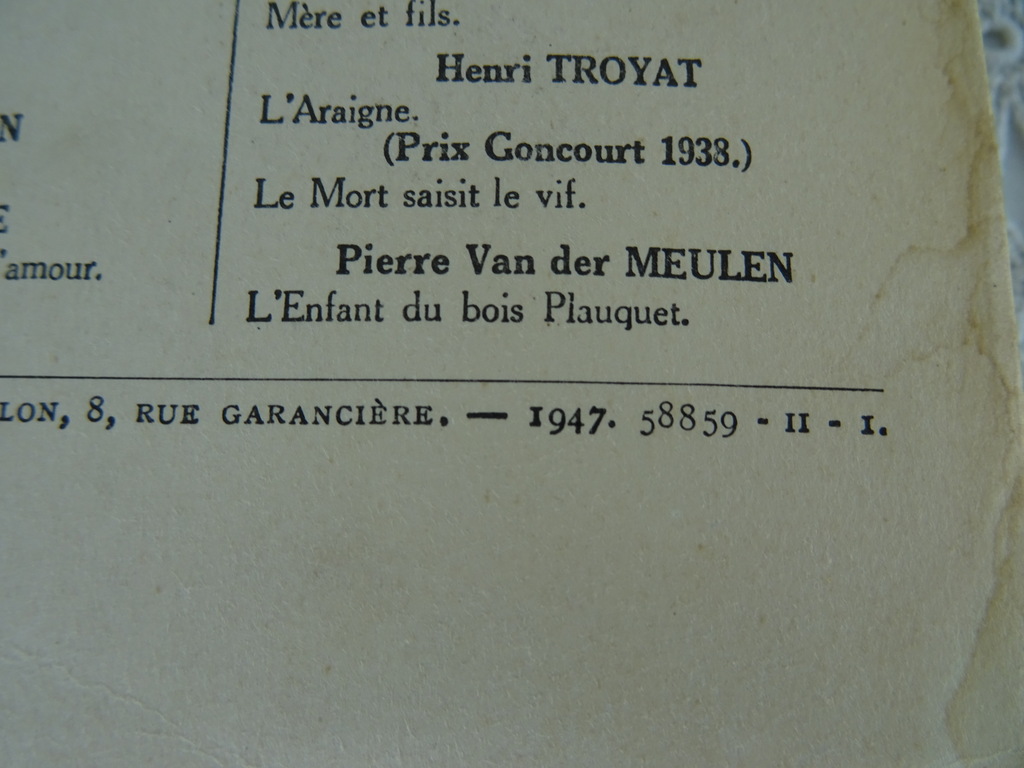 Mère et fils.
Henri TROYAT
L'Araigne.
(Prix Goncourt 1938.)
Le Mort saisit le vif.
Pierre Van der MEULEN
L'Enfant du bois Plauquet.
N
E
'amour.
LON, 8, RUE GARANCIÈRE. — 1947. 58859 - II - I.